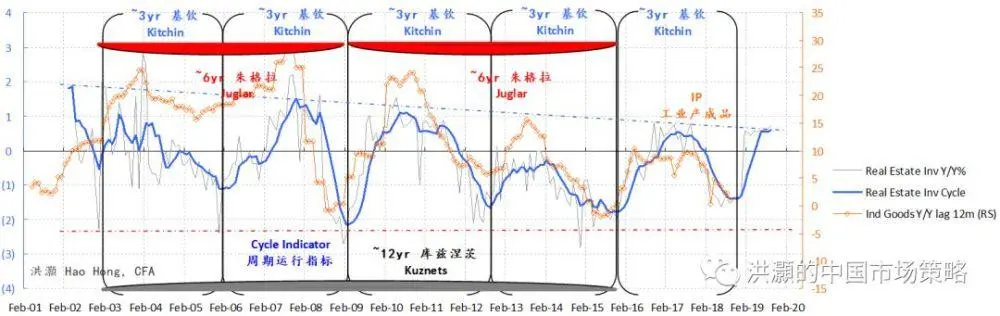 ~3yr 基钦
Kitchin
~3yr 基钦
Kitchin
~3yr 基钦
Kitchin
~3yr 基钦
Kitchin
~3yr 基钦
Kitchin
~6yr 朱格拉
Juglar
~6yr 朱格拉
Juglar
IP
工业产成品
4
3
2
1
0
(1)
(2)
(3)
(4)
35
30
25
20
15
10
5
0
-5
-10
-15
Real Estate Inv Y/Y%
Real Estate Inv Cycle
Ind Goods Y/Y lag 12m (RS)
Cycle Indicator
周期运行指标
~12yr 库兹涅茨
Kuznets
洪灏 Hao Hong, CFA
洪灏的中国市场策略
Feb-01 Feb-02 Feb-03 Feb-04 Feb-05 Feb-06 Feb-07 Feb-08 Feb-09 Feb-10 Feb-11 Feb-12 Feb-13 Feb-14 Feb-15 Feb-16 Feb-17 Feb-18 Feb-19 Feb-20